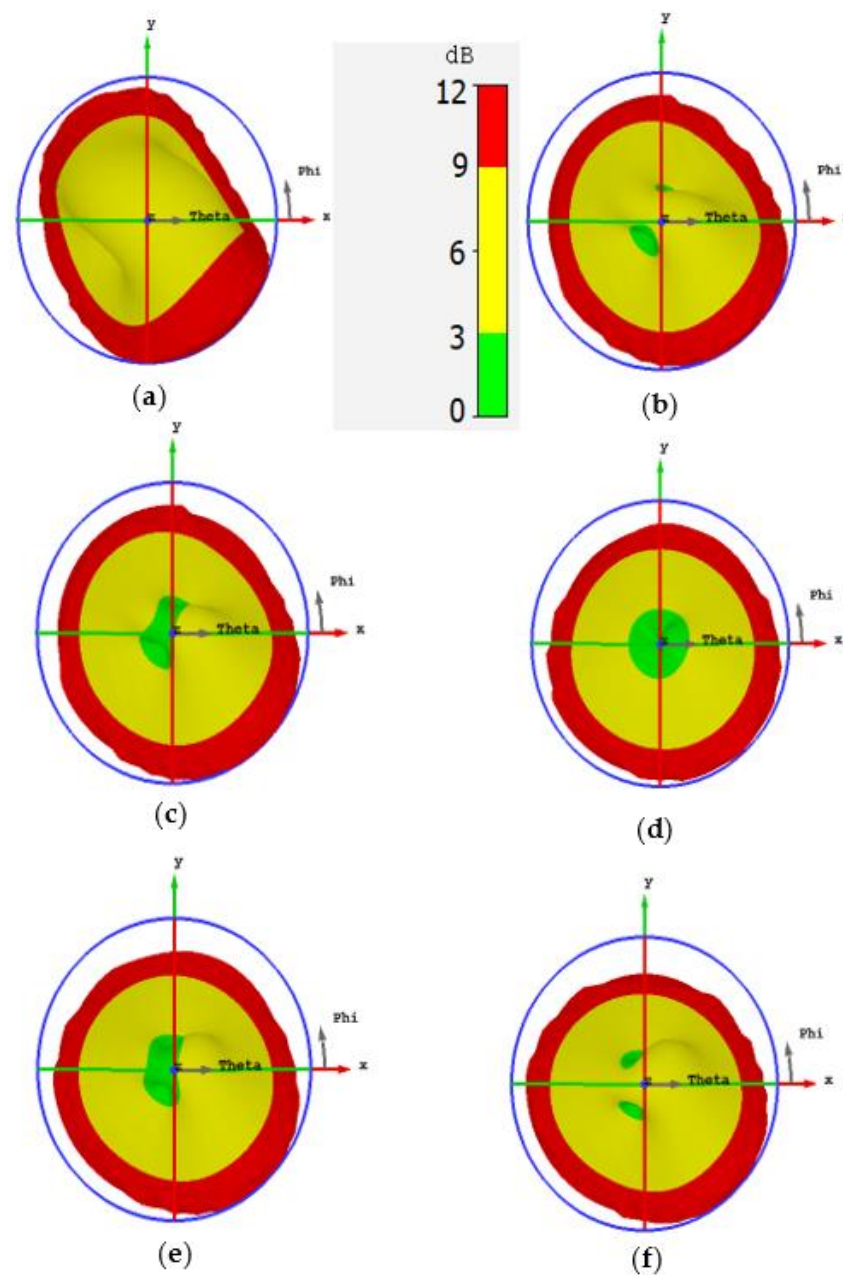 y
Phi
z Theta x
(a)
dB
12
9
6
3
0
y
Phi
z Theta x
(b)
y
Phi
z Theta x
(c)
y
Phi
z Theta x
(d)
y
Phi
z Theta x
(e)
y
Phi
z Theta x
(f)